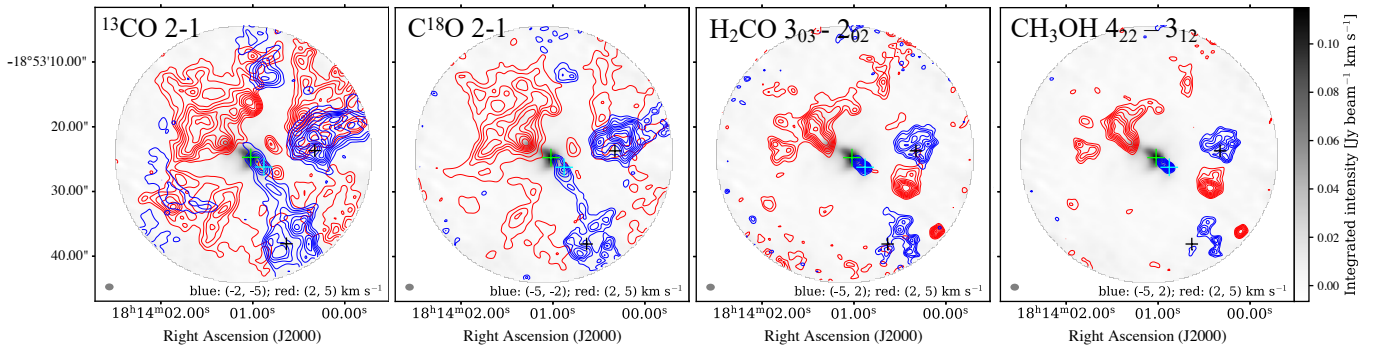 ¹³CO 2-1
C¹⁸O 2-1
H₂CO 3₀₃ - 2₀₂
CH₃OH 4₂₂ − 3₁₂
-18°53'10.00"
20.00"
30.00"
40.00"
blue: (-2, -5); red: (2, 5) km s⁻¹
blue: (-5, -2); red: (2, 5) km s⁻¹
blue: (-5, 2); red: (2, 5) km s⁻¹
blue: (-5, 2); red: (2, 5) km s⁻¹
18ʰ14ᵐ02.00ˢ 01.00ˢ 00.00ˢ
18ʰ14ᵐ02.00ˢ 01.00ˢ 00.00ˢ
18ʰ14ᵐ02.00ˢ 01.00ˢ 00.00ˢ
18ʰ14ᵐ02.00ˢ 01.00ˢ 00.00ˢ
Right Ascension (J2000)
Right Ascension (J2000)
Right Ascension (J2000)
Right Ascension (J2000)
0.10
0.08
0.06
0.04
0.02
0.00
Integrated intensity [Jy beam⁻¹ km s⁻¹]